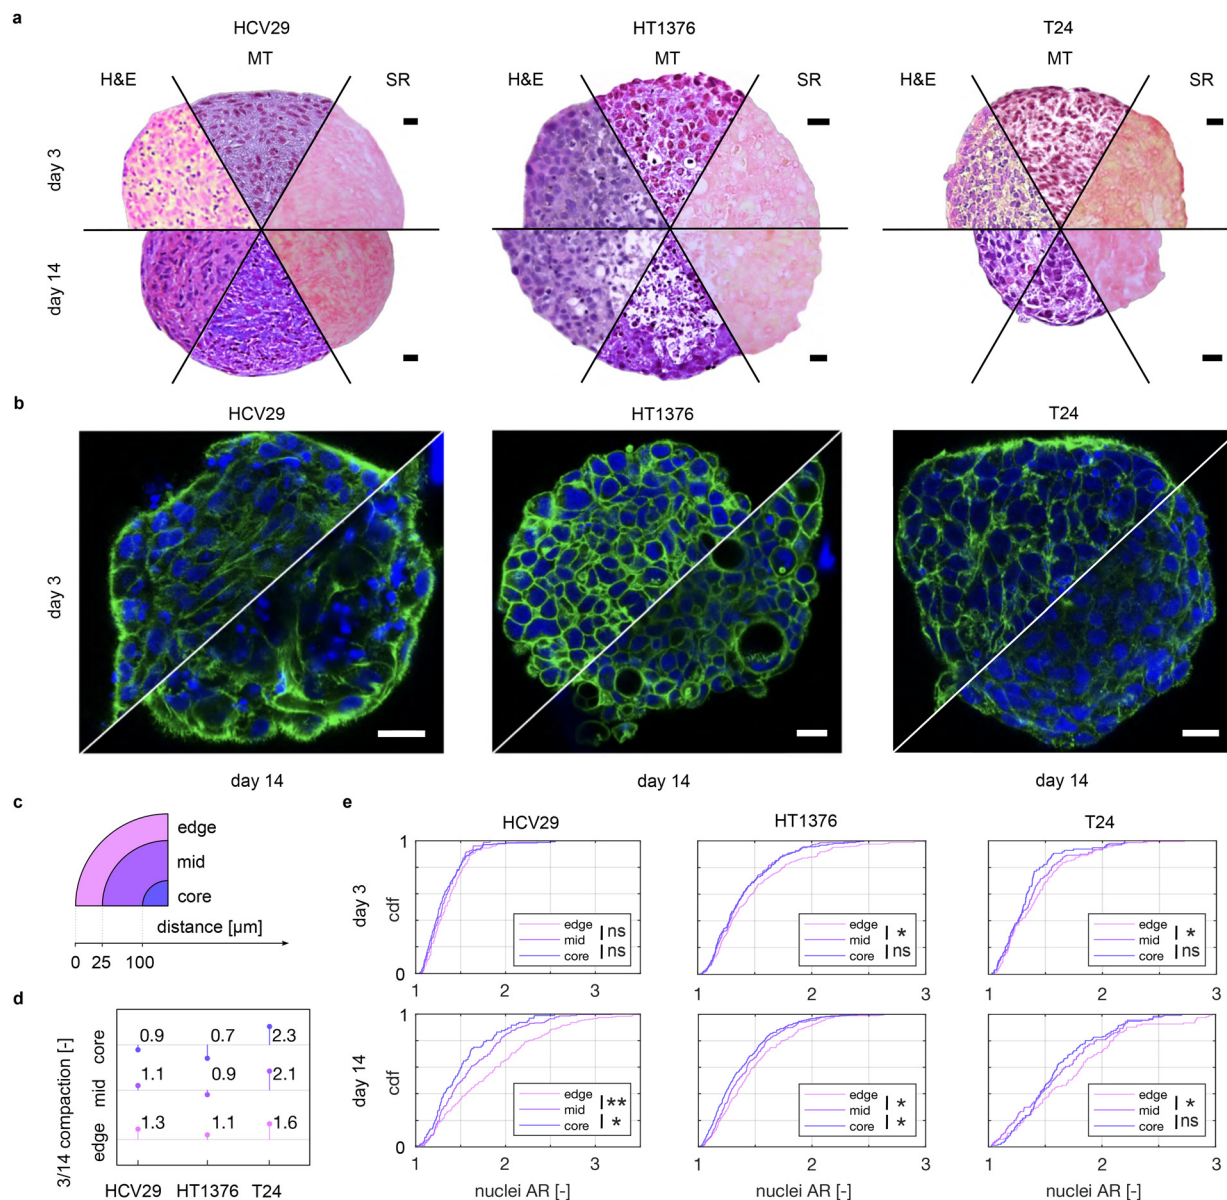 a
HCV29
HT1376
T24
H&E
MT
SR
H&E
MT
SR
H&E
MT
SR
day 3
day 14
b
HCV29
HT1376
T24
day 3
day 14
day 14
day 14
c
edge
mid
core
distance [µm]
0 25 100
d
3/14 compaction [-]
core
mid
edge
0.9 0.7 2.3
1.1 0.9 2.1
1.3 1.1 1.6
HCV29 HT1376 T24
e
HCV29
HT1376
T24
day 3
cdf
1
0
edge
mid
core
ns
ns
1 2 3
edge
mid
core
*
ns
1 2 3
edge
mid
core
*
ns
1 2 3
day 14
cdf
1
0
edge
mid
core
**
*
1 2 3
nuclei AR [-]
edge
mid
core
*
*
1 2 3
nuclei AR [-]
edge
mid
core
*
ns
1 2 3
nuclei AR [-]